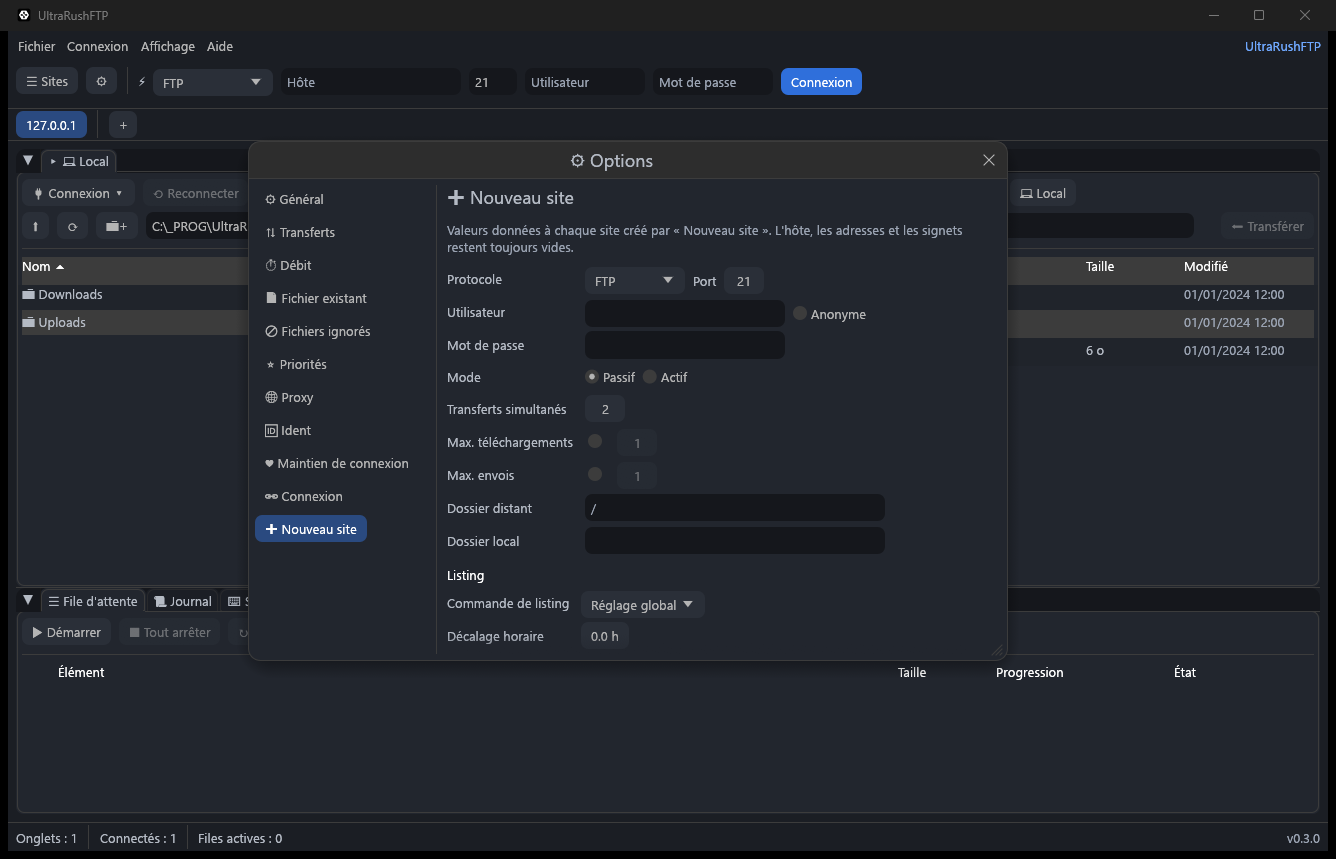 UltraRushFTP
Fichier Connexion Affichage Aide UltraRushFTP
Sites FTP Hôte 21 Utilisateur Mot de passe Connexion
127.0.0.1 +
Local
Connexion Reconnecter Local
C:\_PROG\UltraR Transférer
Nom Taille Modifié
Downloads 01/01/2024 12:00
Uploads 01/01/2024 12:00
6 o 01/01/2024 12:00
Options
Général
Transferts
Débit
Fichier existant
Fichiers ignorés
Priorités
Proxy
ID Ident
Maintien de connexion
Connexion
Nouveau site
Nouveau site
Valeurs données à chaque site créé par « Nouveau site ». L'hôte, les adresses et les signets
restent toujours vides.
Protocole FTP Port 21
Utilisateur Anonyme
Mot de passe
Mode Passif Actif
Transferts simultanés 2
Max. téléchargements 1
Max. envois 1
Dossier distant /
Dossier local
Listing
Commande de listing Réglage global
Décalage horaire 0.0 h
File d'attente Journal
Démarrer Tout arrêter
Élément Taille Progression État
Onglets : 1 Connectés : 1 Files actives : 0 v0.3.0